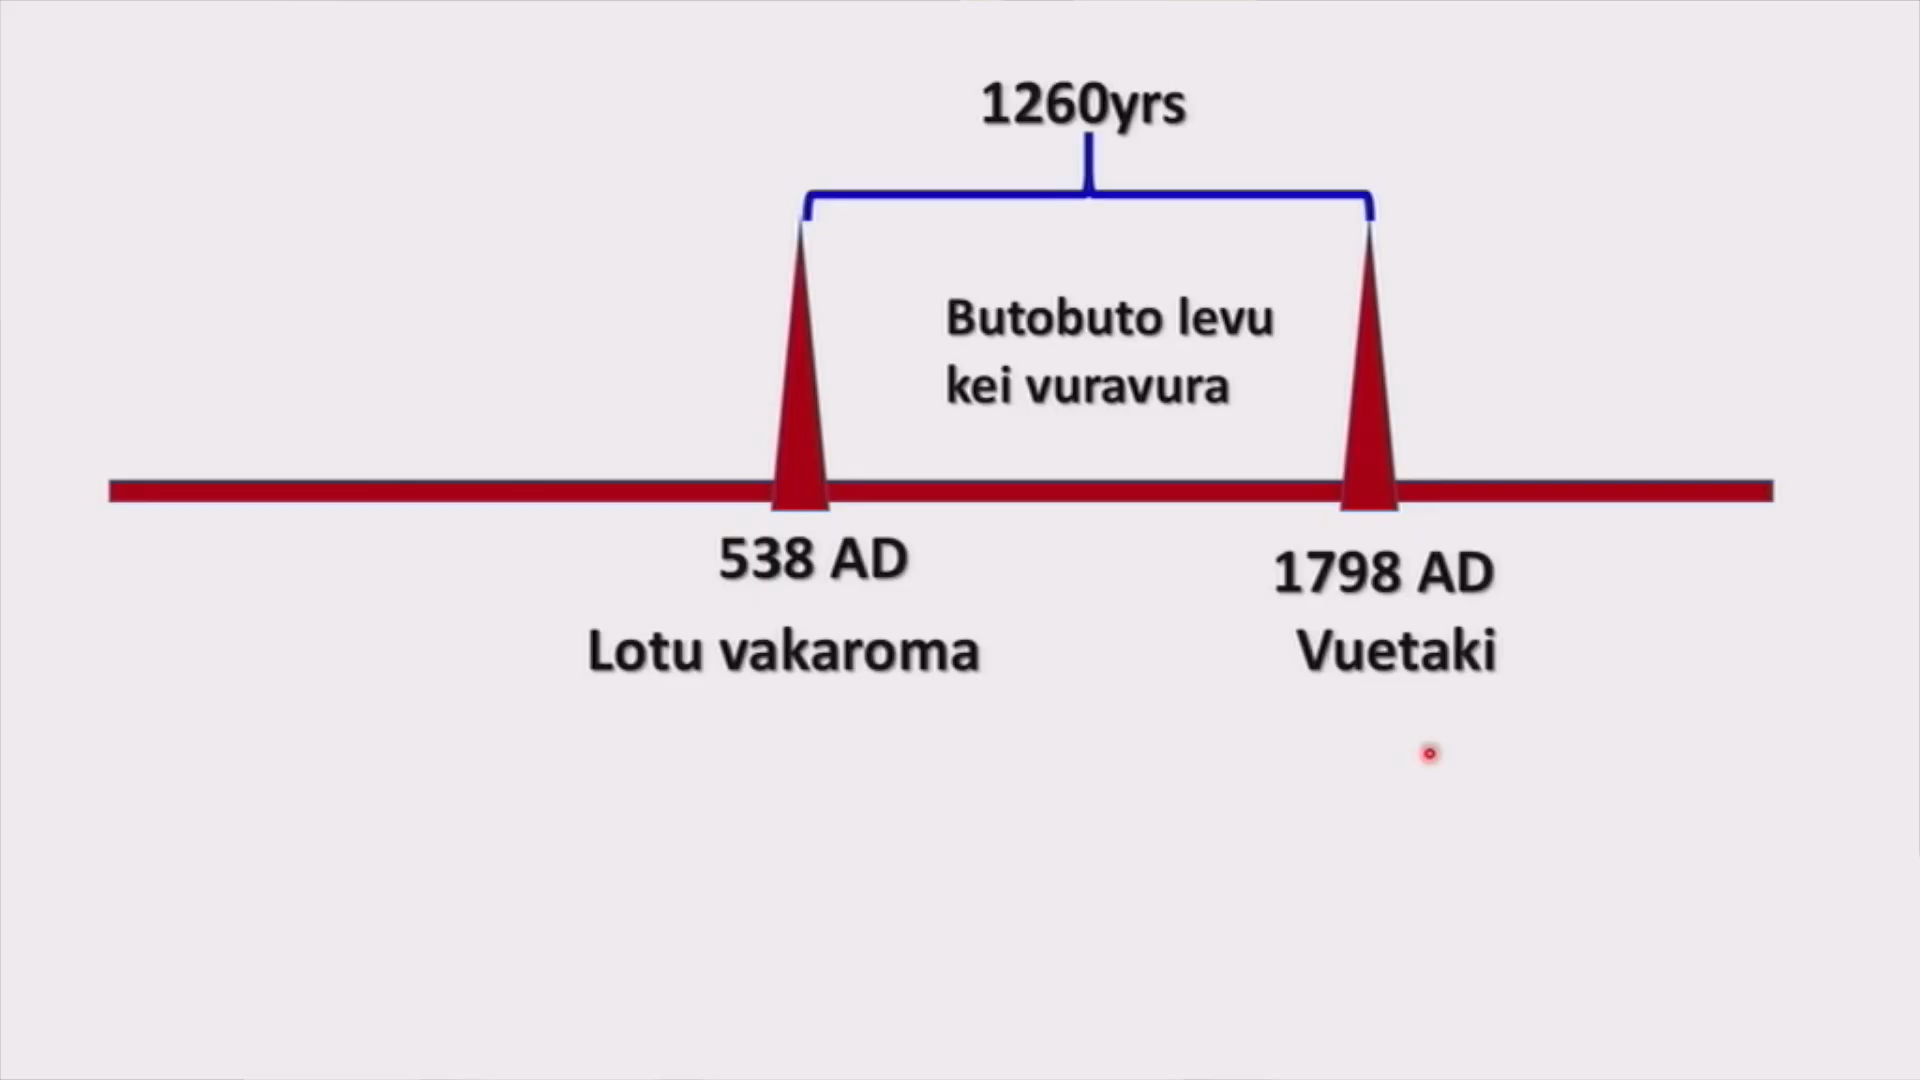 1260yrs
Butobuto levu
kei vuravura
538 AD
1798 AD
Lotu vakaroma
Vuetaki